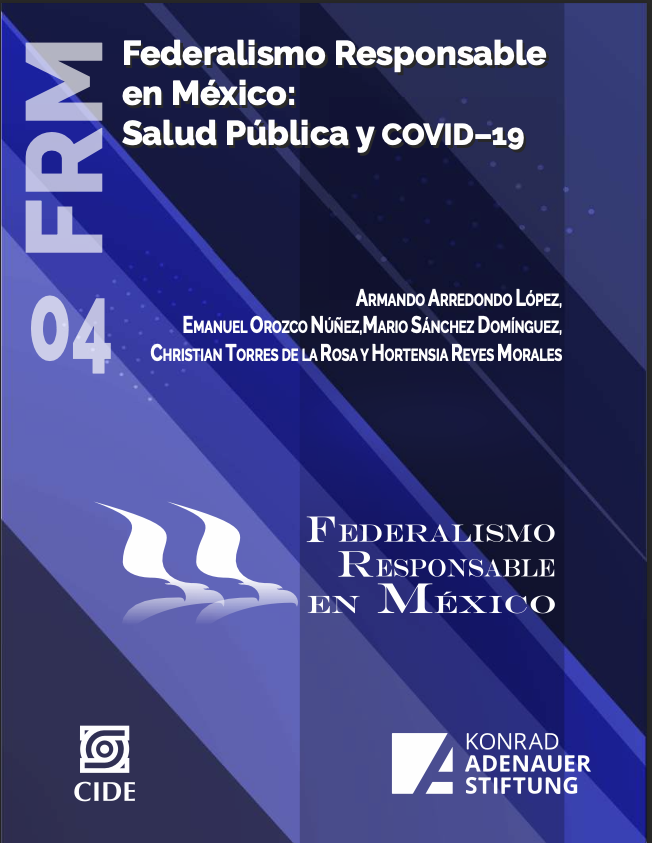 Federalismo Responsable
en México:
Salud Pública y COVID–19
FRM
04
Armando Arredondo López,
Emanuel Orozco Núñez,Mario Sánchez Domínguez,
Christian Torres de la Rosa y Hortensia Reyes Morales
Federalismo
Responsable
en México
CIDE
KONRAD
ADENAUER
STIFTUNG